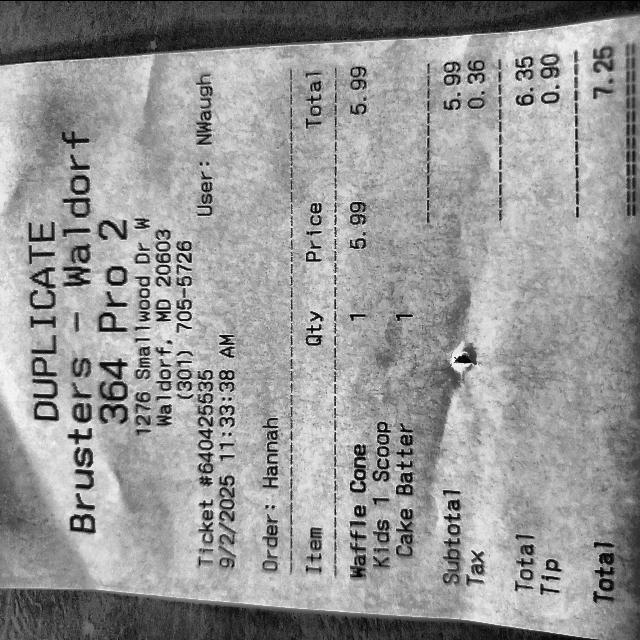 DUPLICATE
Brusters - Waldorf
364 Pro 2
1276 Smallwood Dr W
Waldorf, MD 20603
(301) 705-5726
Ticket #640425535 User: NWaugh
9/2/2025 11:33:38 AM
Order: Hannah
Item Qty Price Total
Waffle Cone 1 5.99 5.99
Kids 1 Scoop
Cake Batter 1
Subtotal 5.99
Tax 0.36
Total 6.35
Tip 0.90
Total 7.25